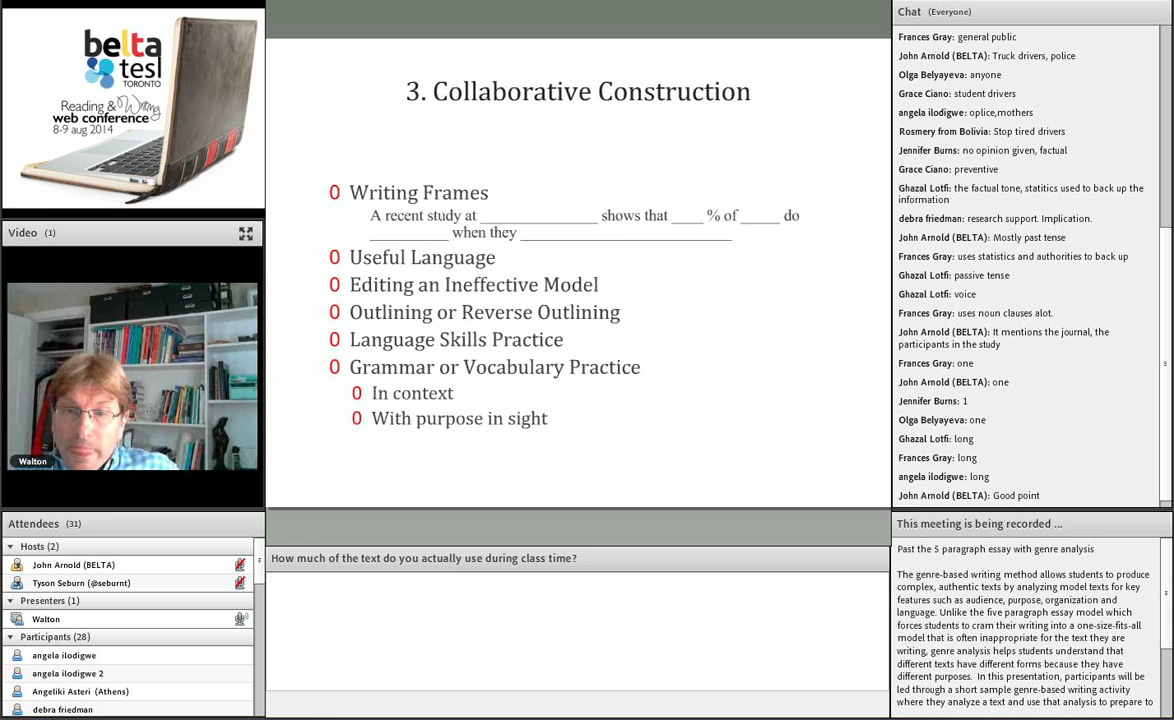 belta
tesl
TORONTO
Reading & Writing
web conference
8-9 aug 2014
Video (1)
Walton
Attendees (31)
Hosts (2)
John Arnold (BELTA)
Tyson Seburn (@seburnt)
Presenters (1)
Walton
Participants (28)
angela ilodigwe
angela ilodigwe 2
Angeliki Asteri (Athens)
debra friedman
3. Collaborative Construction
0 Writing Frames
A recent study at ________________ shows that ____ % of _____ do
__________ when they ___________________________
0 Useful Language
0 Editing an Ineffective Model
0 Outlining or Reverse Outlining
0 Language Skills Practice
0 Grammar or Vocabulary Practice
0 In context
0 With purpose in sight
How much of the text do you actually use during class time?
Chat (Everyone)
Frances Gray: general public
John Arnold (BELTA): Truck drivers, police
Olga Belyayeva: anyone
Grace Ciano: student drivers
angela ilodigwe: oplice,mothers
Rosmery from Bolivia: Stop tired drivers
Jennifer Burns: no opinion given, factual
Grace Ciano: preventive
Ghazal Lotfi: the factual tone, statitics used to back up the
information
debra friedman: research support. Implication.
John Arnold (BELTA): Mostly past tense
Frances Gray: uses statistics and authorities to back up
Ghazal Lotfi: passive tense
Ghazal Lotfi: voice
Frances Gray: uses noun clauses alot.
John Arnold (BELTA): It mentions the journal, the
participants in the study
Frances Gray: one
John Arnold (BELTA): one
Jennifer Burns: 1
Olga Belyayeva: one
Ghazal Lotfi: long
Frances Gray: long
angela ilodigwe: long
John Arnold (BELTA): Good point
This meeting is being recorded ...
Past the 5 paragraph essay with genre analysis
The genre-based writing method allows students to produce
complex, authentic texts by analyzing model texts for key
features such as audience, purpose, organization and
language. Unlike the five paragraph essay model which
forces students to cram their writing into a one-size-fits-all
model that is often inappropriate for the text they are
writing, genre analysis helps students understand that
different texts have different forms because they have
different purposes. In this presentation, participants will be
led through a short sample genre-based writing activity
where they analyze a text and use that analysis to prepare to